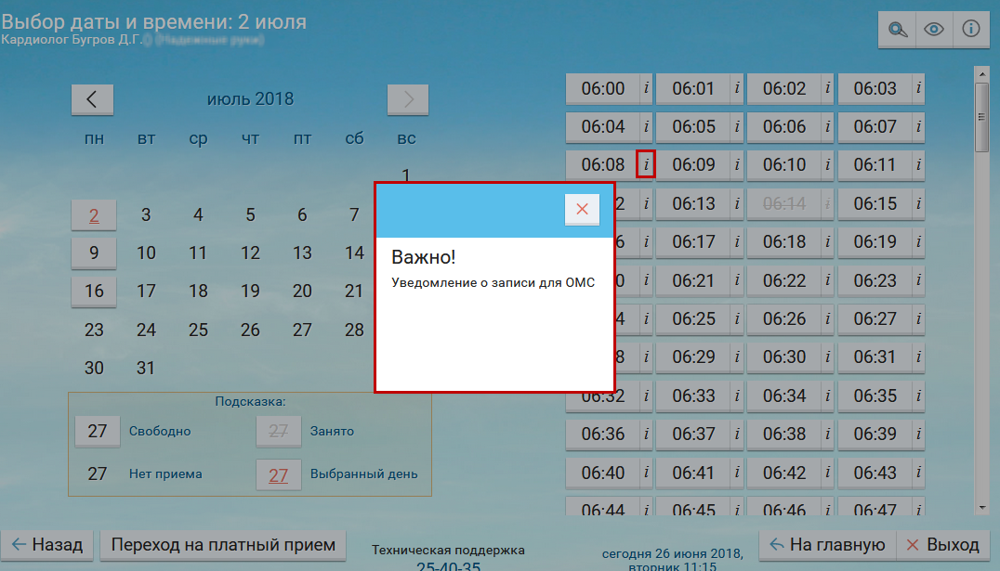 Выбор даты и времени: 2 июля
Кардиолог Бугров Д.Г.
июль 2018
пн вт ср чт пт сб вс
1
2 3 4 5 6 7
9 10 11 12 13 14
16 17 18 19 20 21
23 24 25 26 27 28
30 31
Подсказка:
27 Свободно 27 Занято
27 Нет приема 27 Выбранный день
06:00 i 06:01 i 06:02 i 06:03 i
06:04 i 06:05 i 06:06 i 06:07 i
06:08 i 06:09 i 06:10 i 06:11 i
2 i 06:13 i 06:14 i 06:15 i
6 i 06:17 i 06:18 i 06:19 i
0 i 06:21 i 06:22 i 06:23 i
4 i 06:25 i 06:26 i 06:27 i
8 i 06:29 i 06:30 i 06:31 i
06:32 i 06:33 i 06:34 i 06:35 i
06:36 i 06:37 i 06:38 i 06:39 i
06:40 i 06:41 i 06:42 i 06:43 i
06:44 i 06:45 i 06:46 i 06:47 i
Важно!
Уведомление о записи для ОМС
Назад
Переход на платный прием
Техническая поддержка
25-40-35
сегодня 26 июня 2018,
вторник 11:15
На главную
Выход